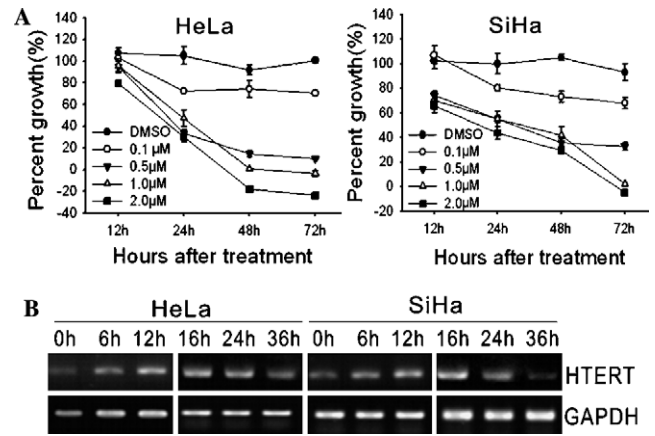 A
HeLa
SiHa
Percent growth(%)
140
120
100
80
60
40
20
0
-20
-40
DMSO
0.1 μM
0.5μM
1.0μM
2.0μM
12h 24h 48h 72h
Hours after treatment
Percent growth(%)
140
120
100
80
60
40
20
0
-20
DMSO
0.1μM
0.5μM
1.0μM
2.0μM
12h 24h 48h 72h
Hours after treatment
B
HeLa
SiHa
0h 6h 12h 16h 24h 36h 0h 6h 12h 16h 24h 36h
HTERT
GAPDH